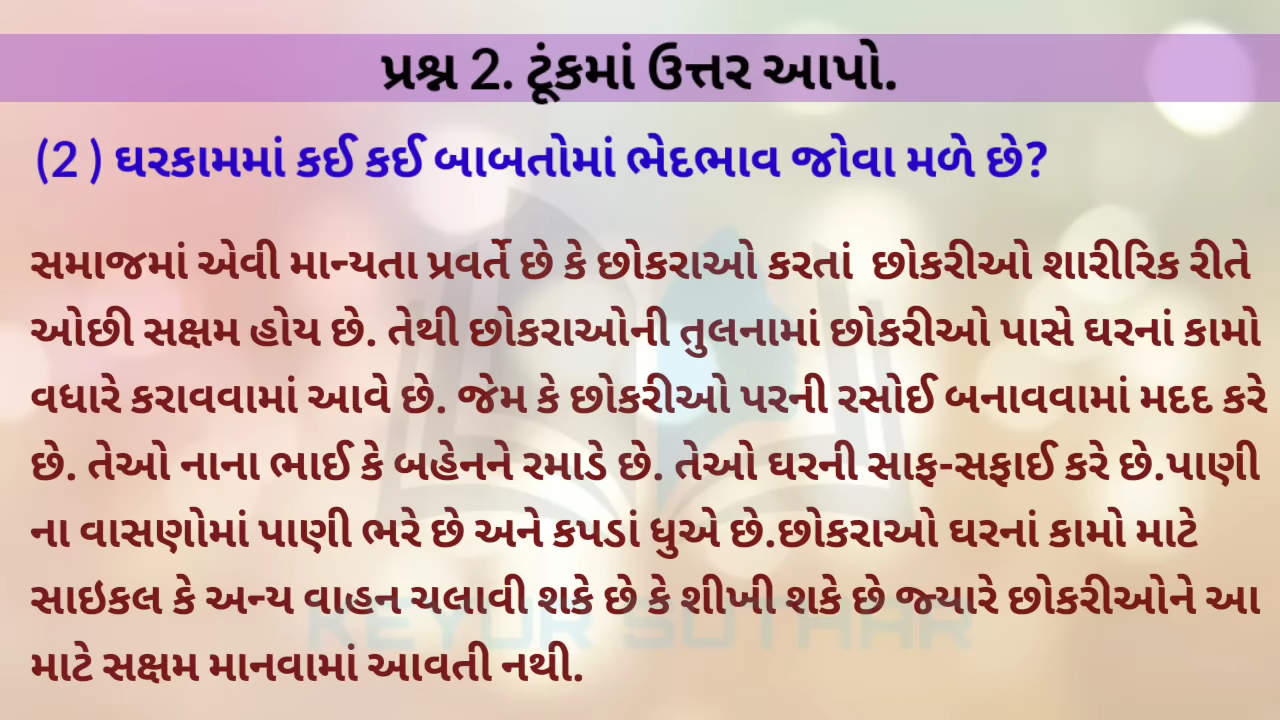 પ્રશ્ન 2. ટૂંકમાં ઉત્તર આપો.
(2 ) ઘરકામમાં કઈ કઈ બાબતોમાં ભેદભાવ જોવા મળે છે?
સમાજમાં એવી માન્યતા પ્રવર્તે છે કે છોકરાઓ કરતાં છોકરીઓ શારીરિક રીતે
ઓછી સક્ષમ હોય છે. તેથી છોકરાઓની તુલનામાં છોકરીઓ પાસે ઘરનાં કામો
વધારે કરાવવામાં આવે છે. જેમ કે છોકરીઓ પરની રસોઈ બનાવવામાં મદદ કરે
છે. તેઓ નાના ભાઈ કે બહેનને રમાડે છે. તેઓ ઘરની સાફ-સફાઈ કરે છે.પાણી
ના વાસણોમાં પાણી ભરે છે અને કપડાં ધુએ છે.છોકરાઓ ઘરનાં કામો માટે
સાઇકલ કે અન્ય વાહન ચલાવી શકે છે કે શીખી શકે છે જ્યારે છોકરીઓને આ
માટે સક્ષમ માનવામાં આવતી નથી.
KEYUR SUTHAR